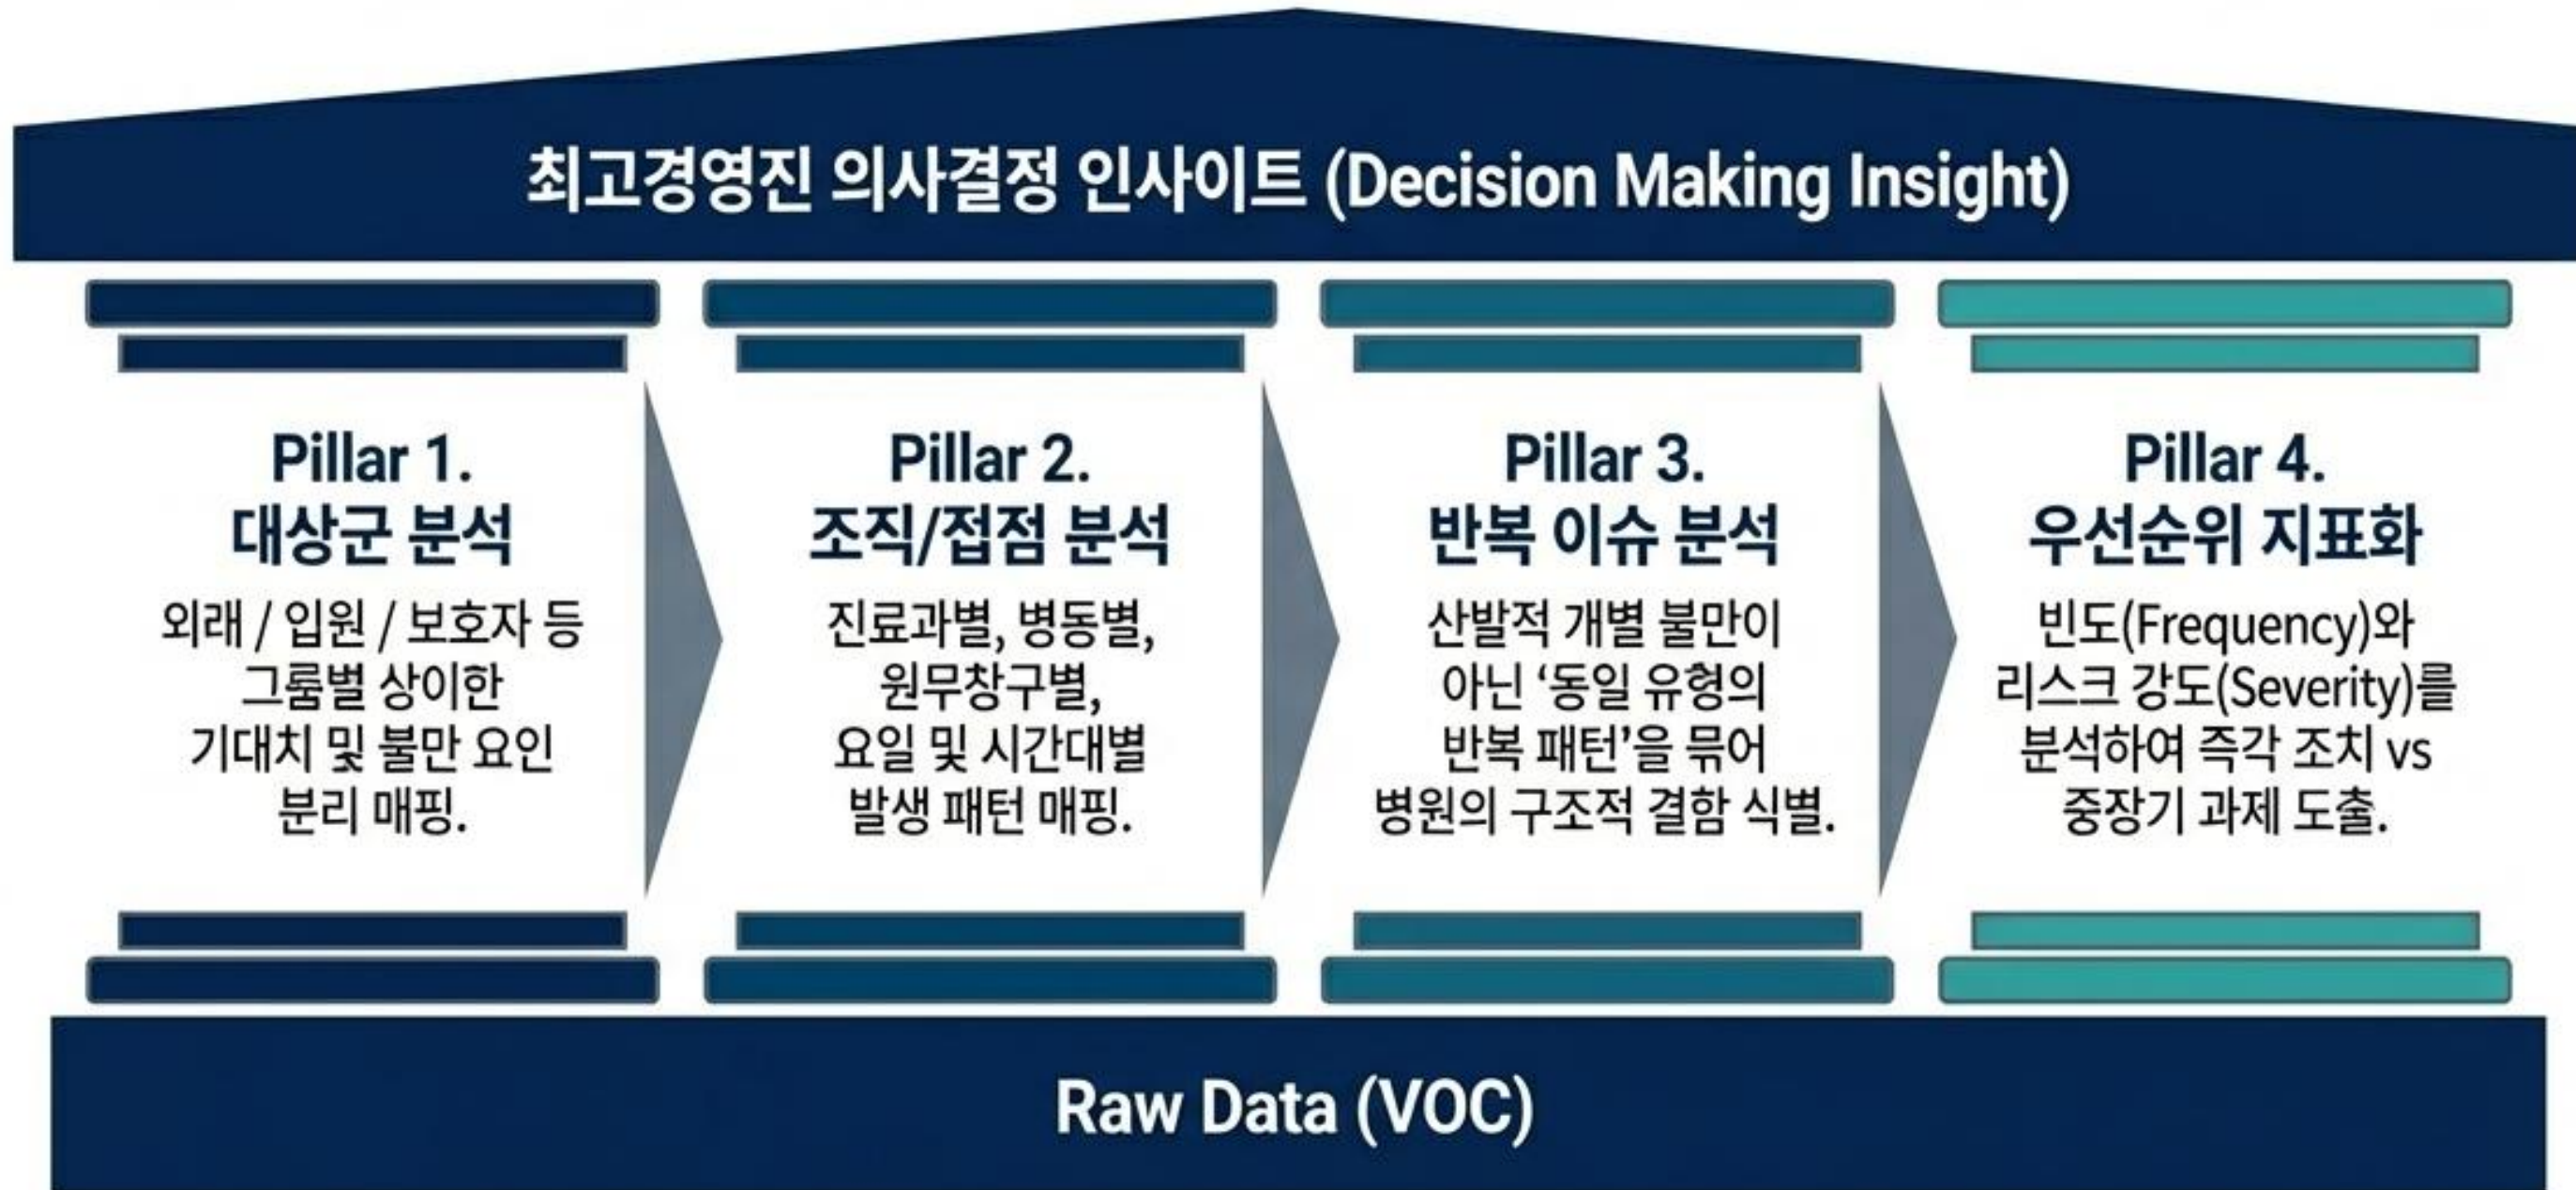 최고경영진 의사결정 인사이트 (Decision Making Insight)
Pillar 1.
대상군 분석
외래 / 입원 / 보호자 등
그룹별 상이한
기대치 및 불만 요인
분리 매핑.
Pillar 2.
조직/접점 분석
진료과별, 병동별,
원무창구별,
요일 및 시간대별
발생 패턴 매핑.
Pillar 3.
반복 이슈 분석
산발적 개별 불만이
아닌 ‘동일 유형의
반복 패턴’을 묶어
병원의 구조적 결함 식별.
Pillar 4.
우선순위 지표화
빈도(Frequency)와
리스크 강도(Severity)를
분석하여 즉각 조치 vs
중장기 과제 도출.
Raw Data (VOC)